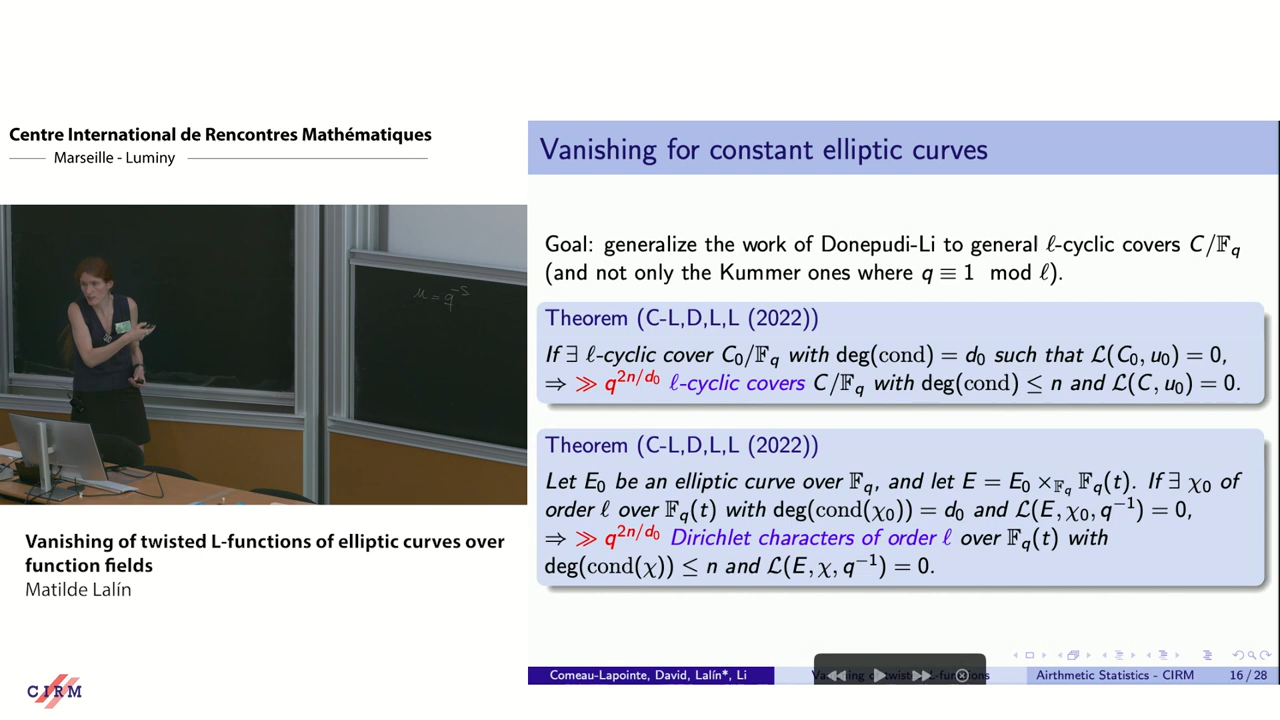 Centre International de Rencontres Mathématiques
Marseille - Luminy
u = q^{-s}
Vanishing of twisted L-functions of elliptic curves over
function fields
Matilde Lalín
CIRM
Vanishing for constant elliptic curves
Goal: generalize the work of Donepudi-Li to general ℓ-cyclic covers C/𝔽_q
(and not only the Kummer ones where q ≡ 1 mod ℓ).
Theorem (C-L,D,L,L (2022))
If ∃ ℓ-cyclic cover C_0/𝔽_q with deg(cond) = d_0 such that ℒ(C_0, u_0) = 0,
⇒ ≫ q^{2n/d_0} ℓ-cyclic covers C/𝔽_q with deg(cond) ≤ n and ℒ(C, u_0) = 0.
Theorem (C-L,D,L,L (2022))
Let E_0 be an elliptic curve over 𝔽_q, and let E = E_0 ×_{𝔽_q} 𝔽_q(t). If ∃ χ_0 of
order ℓ over 𝔽_q(t) with deg(cond(χ_0)) = d_0 and ℒ(E, χ_0, q^{-1}) = 0,
⇒ ≫ q^{2n/d_0} Dirichlet characters of order ℓ over 𝔽_q(t) with
deg(cond(χ)) ≤ n and ℒ(E, χ, q^{-1}) = 0.
Comeau-Lapointe, David, Lalín*, Li
Vanishing of twisted L-functions
Airthmetic Statistics - CIRM
16 / 28